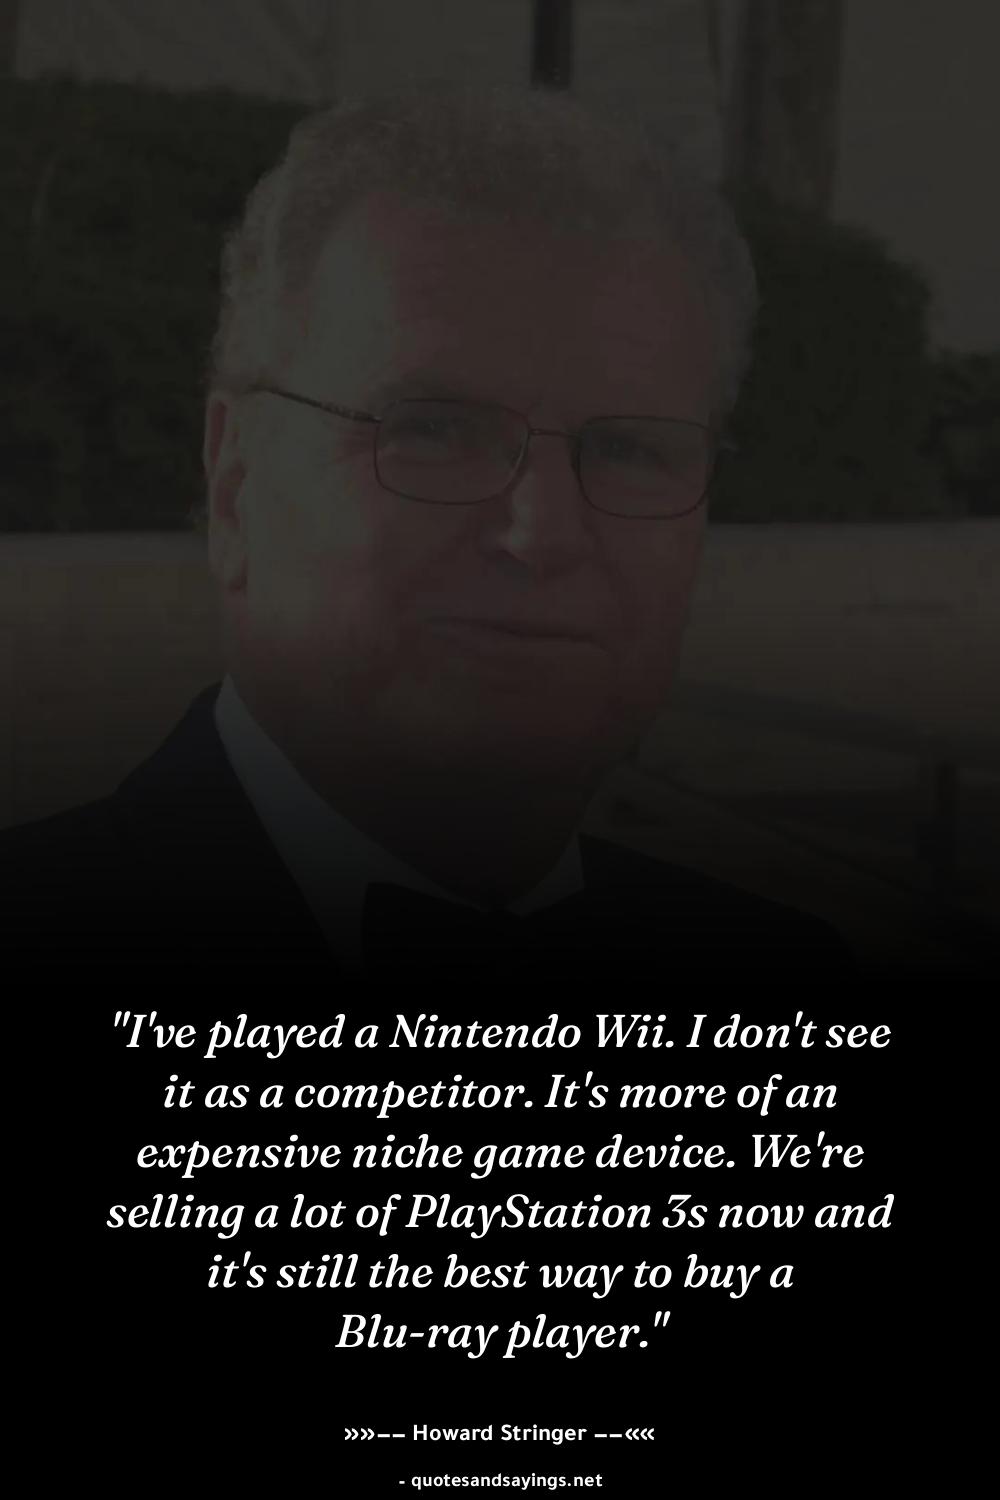 "I've played a Nintendo Wii. I don't see
it as a competitor. It's more of an
expensive niche game device. We're
selling a lot of PlayStation 3s now and
it's still the best way to buy a
Blu-ray player."
»»−− Howard Stringer −−««
- quotesandsayings.net